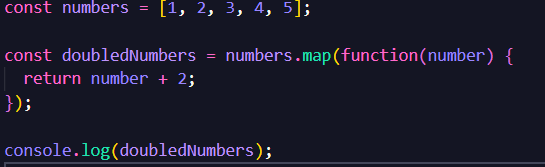 const numbers = [1, 2, 3, 4, 5];
const doubledNumbers = numbers.map(function(number) {
  return number + 2;
});
console.log(doubledNumbers);